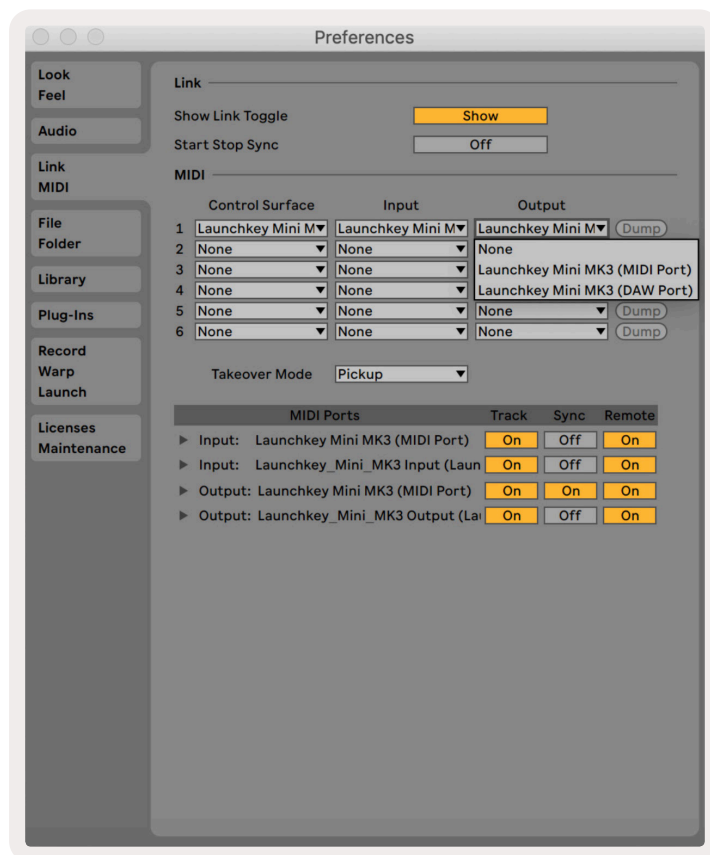 Preferences
Look
Feel
Audio
Link
MIDI
File
Folder
Library
Plug-Ins
Record
Warp
Launch
Licenses
Maintenance
Link
Show Link Toggle Show
Start Stop Sync Off
MIDI
Control Surface Input Output
1 Launchkey Mini M Launchkey Mini M Launchkey Mini M Dump
2 None None None
3 None None Launchkey Mini MK3 (MIDI Port)
4 None None Launchkey Mini MK3 (DAW Port)
5 None None None Dump
6 None None None Dump
Takeover Mode Pickup
MIDI Ports Track Sync Remote
Input: Launchkey Mini MK3 (MIDI Port) On Off On
Input: Launchkey_Mini_MK3 Input (Laun On Off On
Output: Launchkey Mini MK3 (MIDI Port) On On On
Output: Launchkey_Mini_MK3 Output (La On Off On